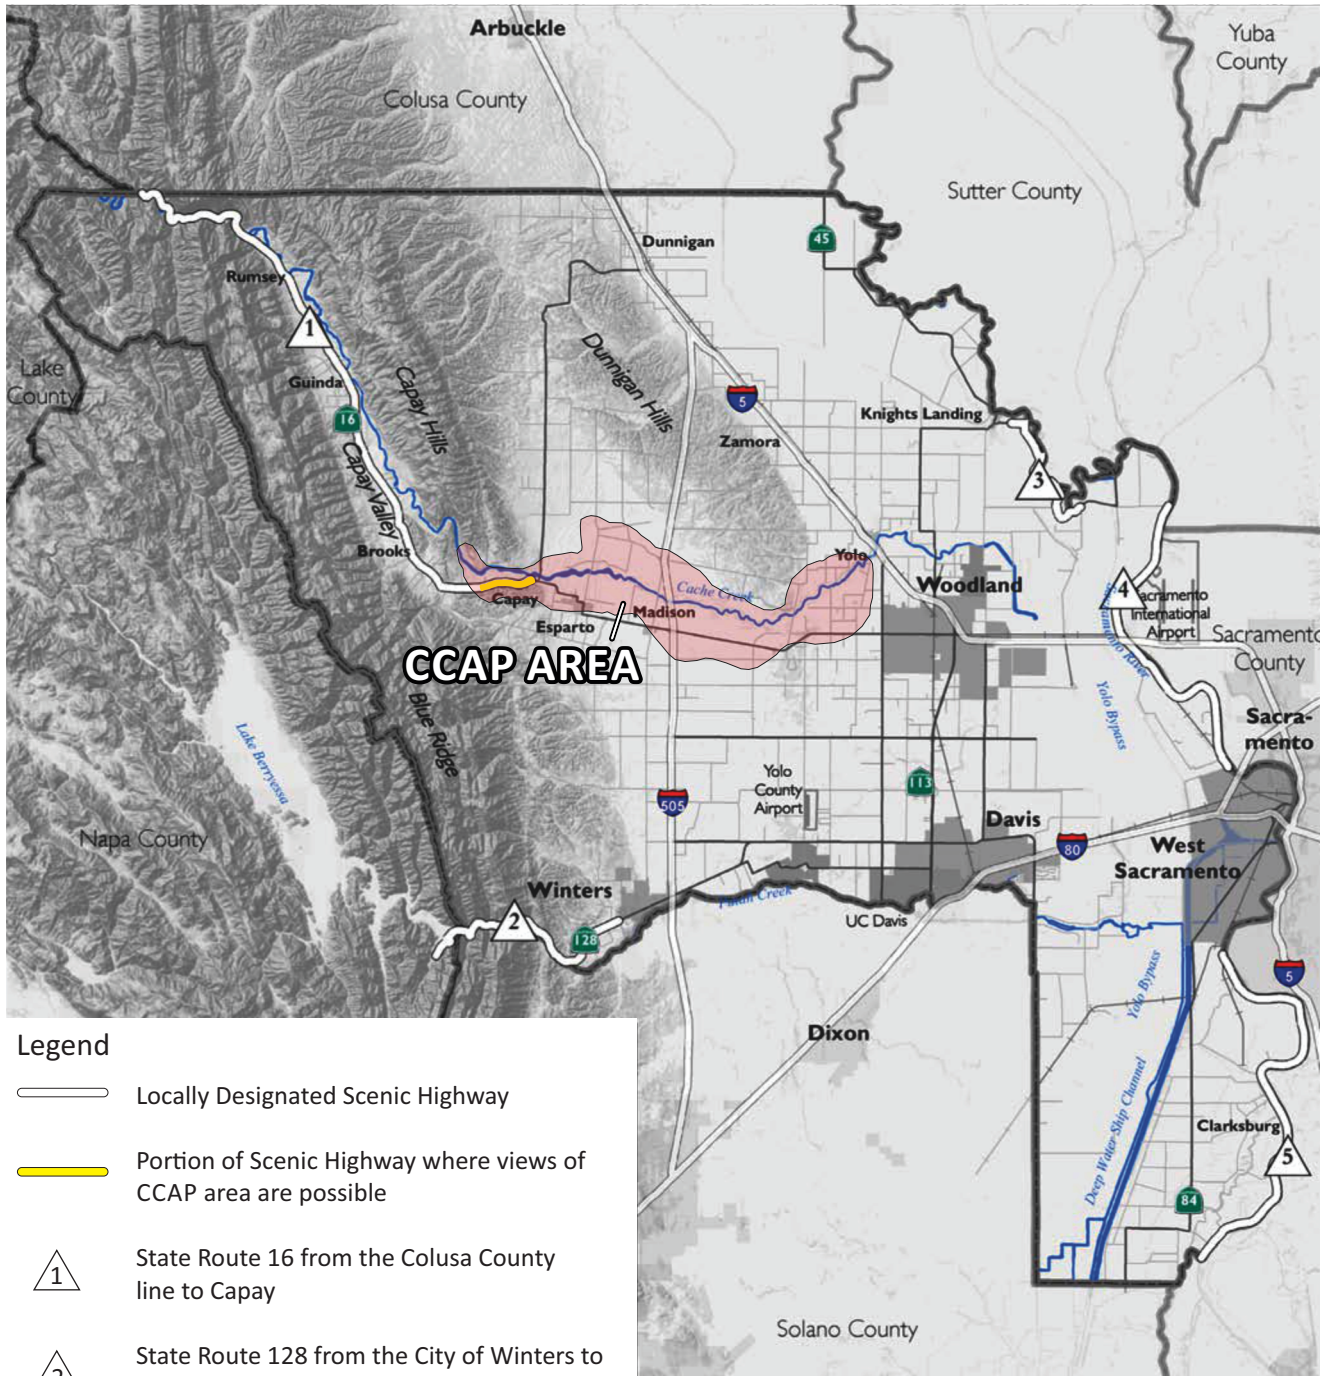 Arbuckle
Yuba
County
Colusa County
Sutter County
45
Dunnigan
Rumsey
1
Lake
County
Guinda
Capay Hills
Dunnigan Hills
16
5
Knights Landing
Zamora
Capay Valley
3
Brooks
Yolo
Woodland
Cache Creek
4
Capay
Madison
Sacramento
International
Airport
Esparto
Sacramento River
Sacramento
County
CCAP AREA
Blue Ridge
Yolo Bypass
Lake Berryessa
Sacra-
mento
Yolo
County
Airport
113
505
Napa County
Davis
80
West
Sacramento
Winters
Putah Creek
2
128
UC Davis
Yolo Bypass
5
Dixon
Deep Water Ship Channel
Clarksburg
5
84
Solano County
Legend
Locally Designated Scenic Highway
Portion of Scenic Highway where views of
CCAP area are possible
1
State Route 16 from the Colusa County
line to Capay
2
State Route 128 from the City of Winters to